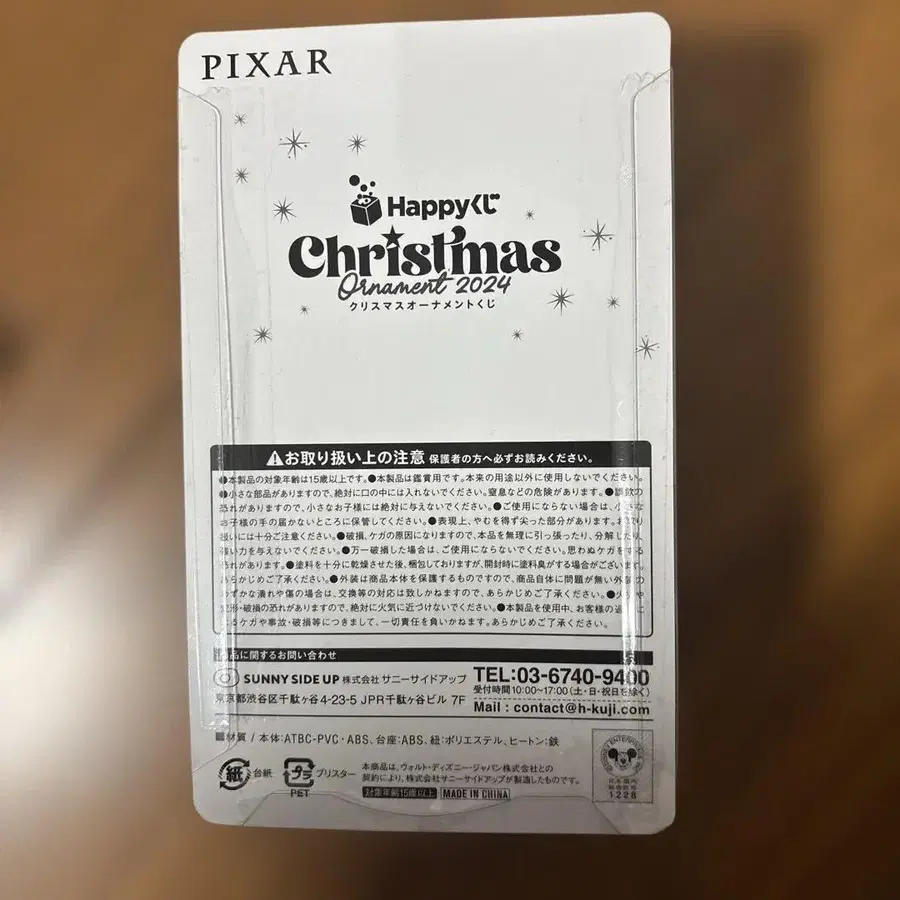 PIXAR
Happyくじ
Christmas
Ornament 2024
クリスマスオーナメントくじ
⚠お取り扱い上の注意 保護者の方へ必ずお読みください。
●本製品の対象年齢は15歳以上です。●本製品は鑑賞用です。本来の用途以外に使用しないでください。
●小さな部品がありますので、絶対に口の中には入れないでください。窒息などの危険があります。●誤飲の
恐れがありますので、小さなお子様には絶対に与えないでください。●ご使用にならない場合は、小さな
お子様の手の届かないところに保管してください。●表現上、やむを得ず尖った部分があります。お取り
扱いには十分ご注意ください。●破損、ケガの原因になりますので、本品を無理に引っ張ったり、分解したり、
強い力を与えないでください。●万一破損した場合は、ご使用にならないでください。思わぬケガをする
恐れがあります。●塗料を十分に乾燥させた後、梱包しておりますが、開封時に塗料臭がする場合がございます。
あらかじめご了承ください。●外装は商品本体を保護するものですので、商品自体に問題が無い外装の
わずかな潰れや傷の場合は、交換等の対応は致しかねますので、あらかじめご了承ください。
変形・破損の恐れがありますので、絶対に火気に近づけないでください。●本製品を使用中、お客様の過失に
よるケガや事故・破損等につきまして、一切責任を負いかねます。あらかじめご了承ください。
品に関するお問い合わせ
SUNNY SIDE UP 株式会社 サニーサイドアップ
東京都渋谷区千駄ヶ谷4-23-5 JPR千駄ヶ谷ビル 7F
TEL:03-6740-9400
受付時間10:00~17:00(土・日・祝日を除く)
Mail : contact@h-kuji.com
■材質 / 本体:ATBC-PVC・ABS、台座:ABS、紐:ポリエステル、ヒートン:鉄
紙 台紙
プラ ブリスター
PET
本商品は、ウォルト・ディズニー・ジャパン株式会社との
契約により、株式会社サニーサイドアップが製造したものです。
対象年齢15歳以上 MADE IN CHINA
1228